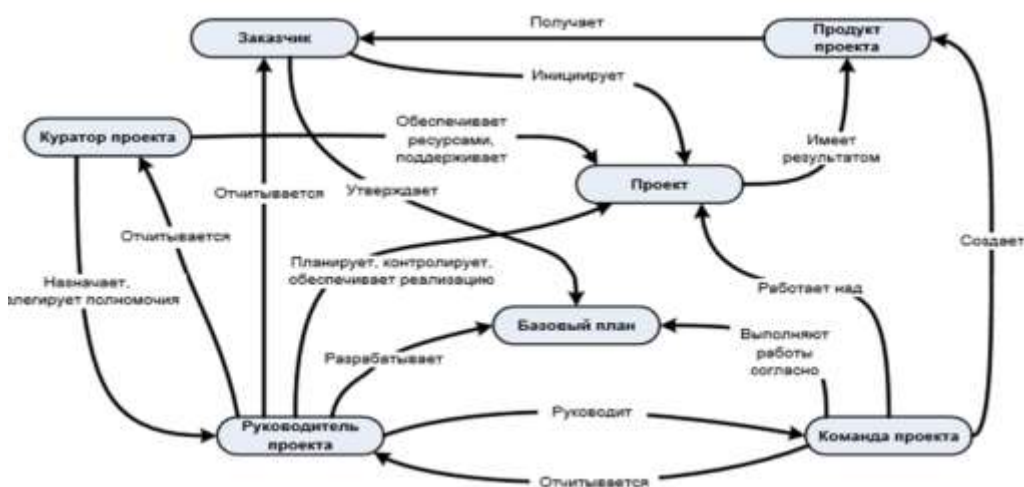 Получает
Заказчик
Продукт
проекта
Инициирует
Куратор проекта
Обеспечивает
ресурсами,
поддерживает
Имеет
результатом
Проект
Отчитывается
Утверждает
Отчитывается
Создает
Планирует, контролирует,
обеспечивает реализацию
Назначает,
элегирует полномочия
Работает над
Базовый план
Выполняют
работы
согласно
Разрабатывает
Руководит
Руководитель
проекта
Команда проекта
Отчитывается